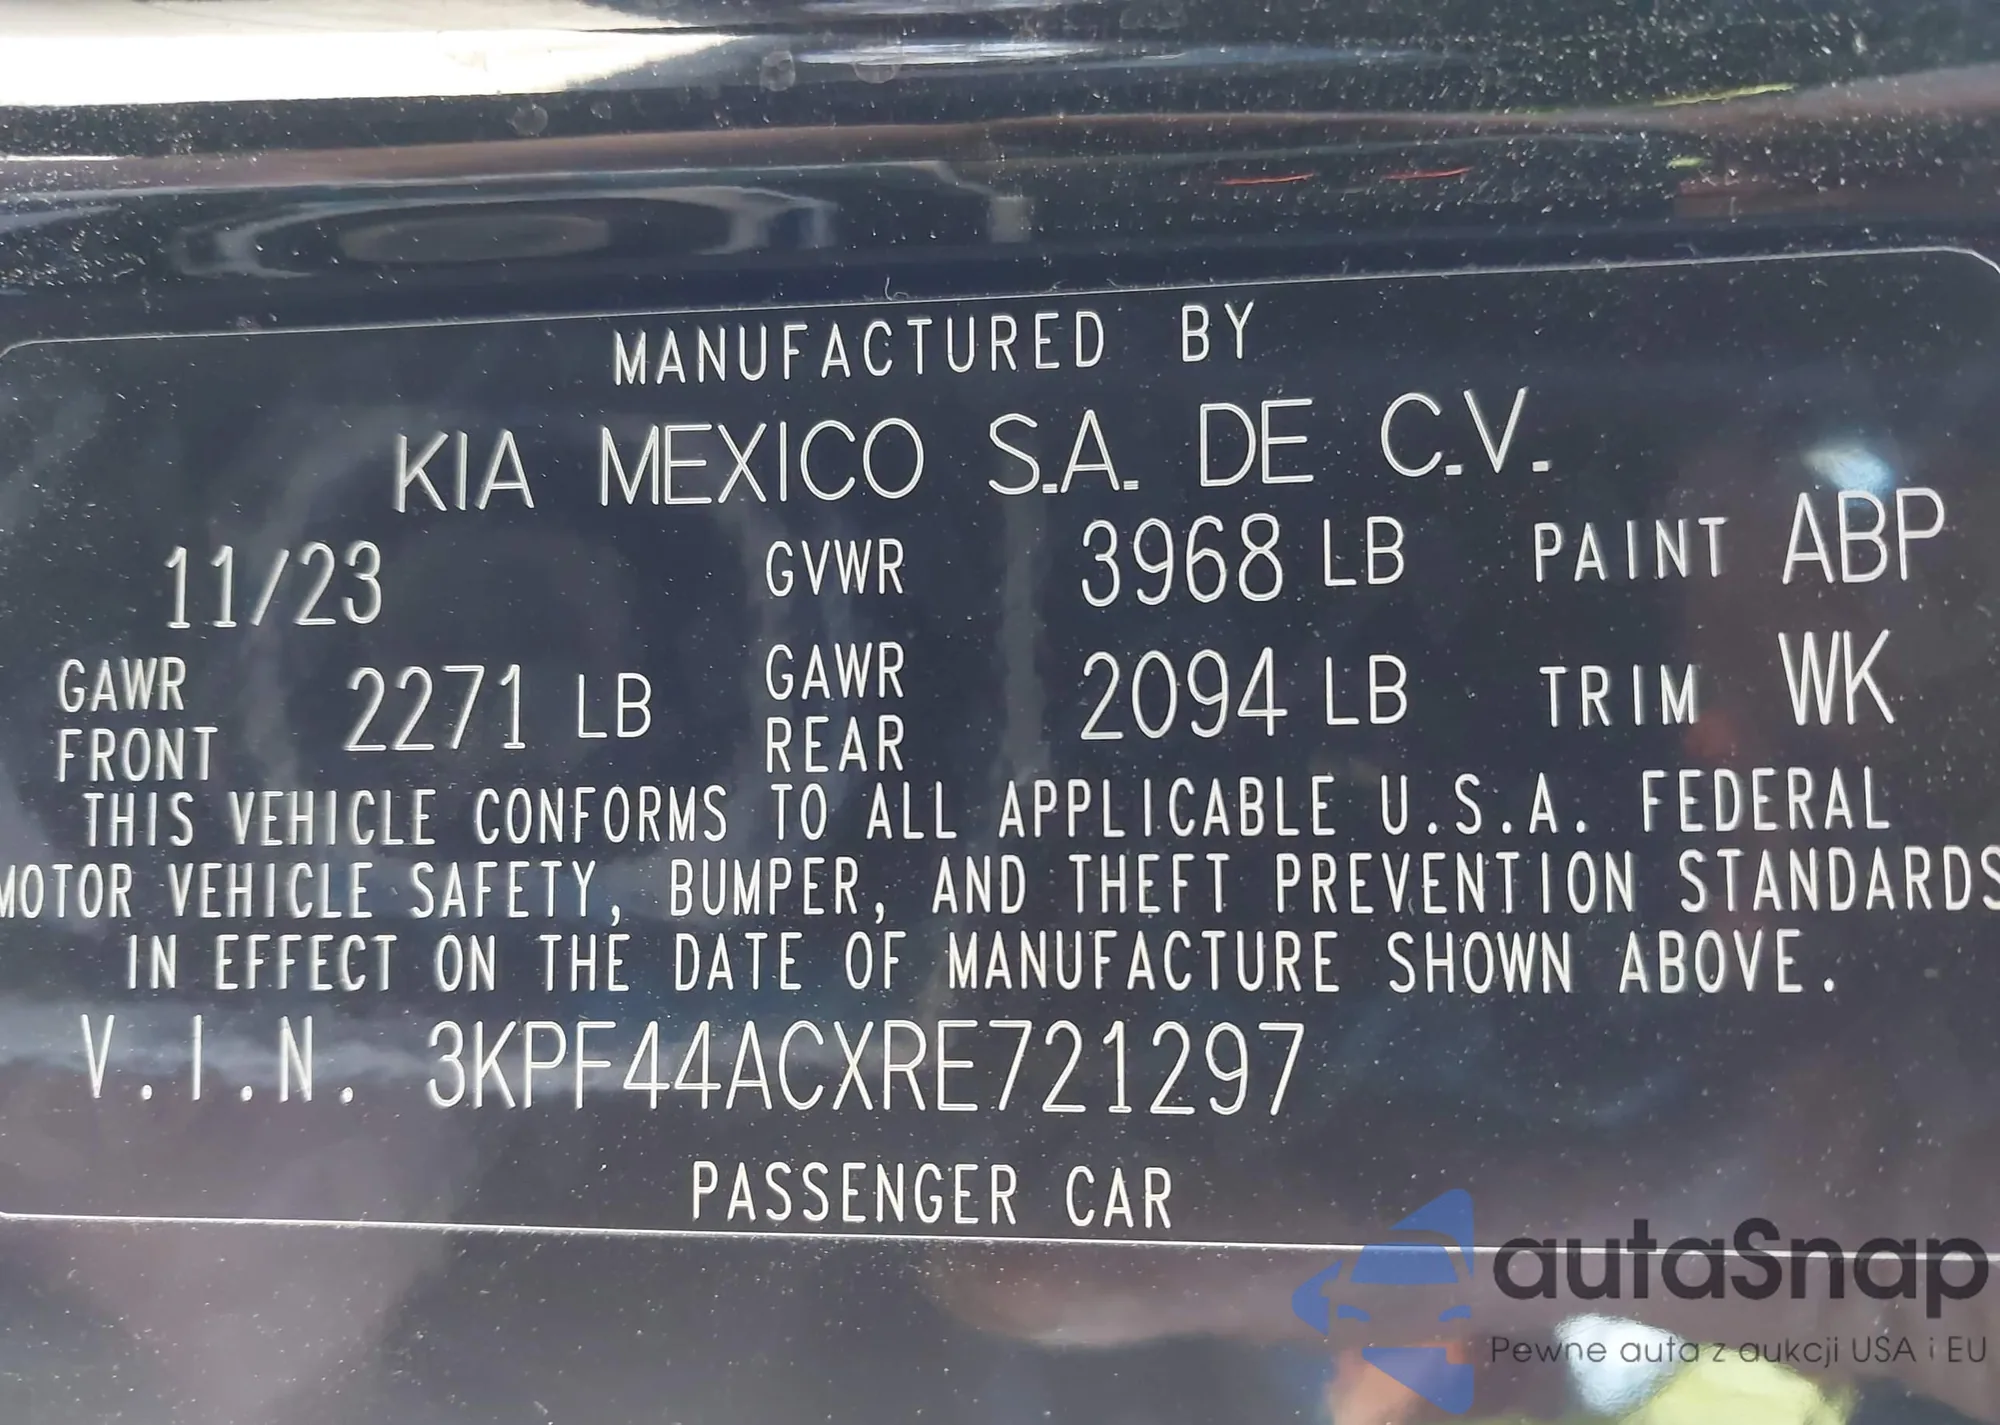 MANUFACTURED BY
KIA MEXICO S.A. DE C.V.
11/23 GVWR 3968 LB PAINT ABP
GAWR FRONT 2271 LB GAWR REAR 2094 LB TRIM WK
THIS VEHICLE CONFORMS TO ALL APPLICABLE U.S.A. FEDERAL
MOTOR VEHICLE SAFETY, BUMPER, AND THEFT PREVENTION STANDARDS
IN EFFECT ON THE DATE OF MANUFACTURE SHOWN ABOVE.
V.I.N. 3KPF44ACXRE721297
PASSENGER CAR
autaSnap
Pewne auta z aukcji USA i EU